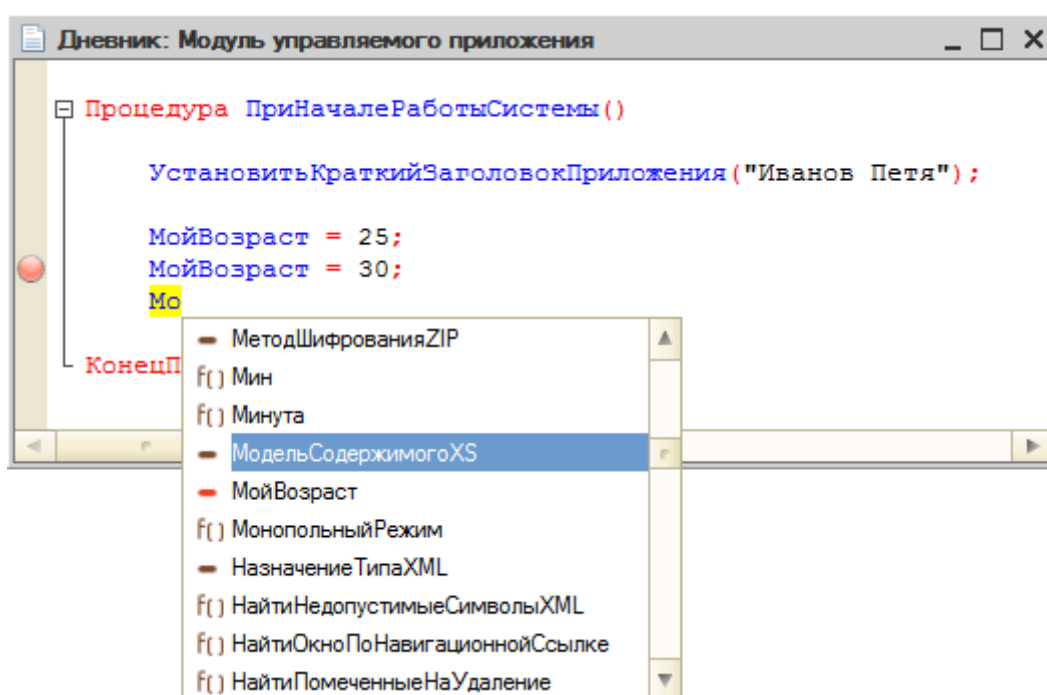 Дневник: Модуль управляемого приложения
Процедура ПриНачалеРаботыСистемы()
УстановитьКраткийЗаголовокПриложения("Иванов Петя");
МойВозраст = 25;
МойВозраст = 30;
Мо
МетодШифрованияZIP
КонецП
f() Мин
f() Минута
МодельСодержимогоXS
МойВозраст
f() МонопольныйРежим
НазначениеТипаXML
f() НайтиНедопустимыеСимволыXML
f() НайтиОкноПоНавигационнойСсылке
f() НайтиПомеченныеНаУдаление